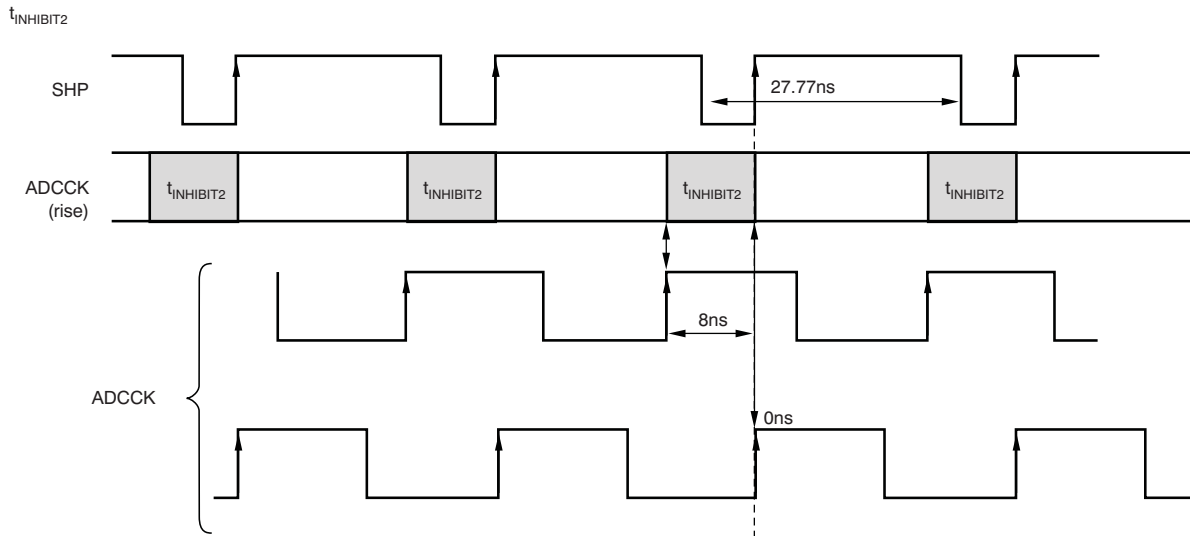 tINHIBIT2
SHP
27.77ns
ADCCK
(rise)
tINHIBIT2
tINHIBIT2
tINHIBIT2
tINHIBIT2
8ns
ADCCK
0ns